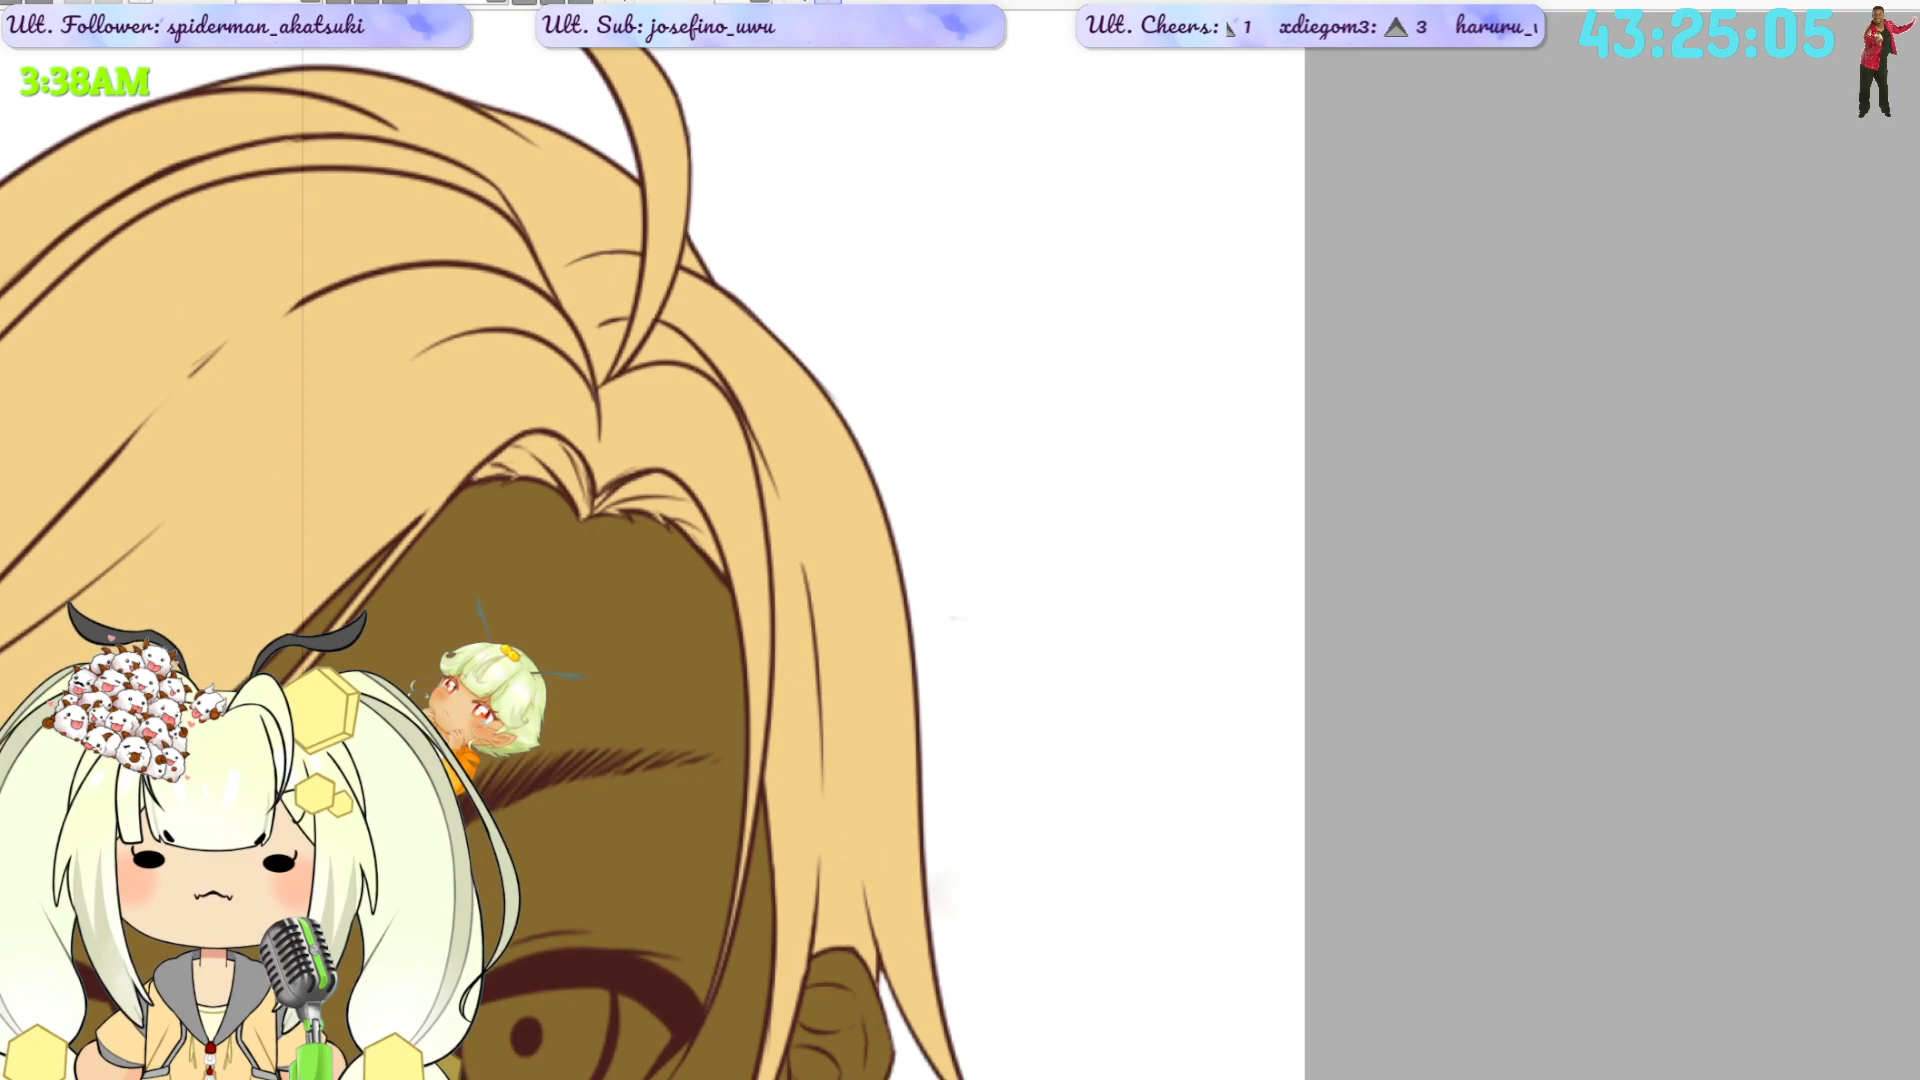 Ult. Follower: spiderman_akatsuki
Ult. Sub: josefino_uwu
Ult. Cheers: 1 xdiegom3: 3 haruru_
43:25:05
3:38AM